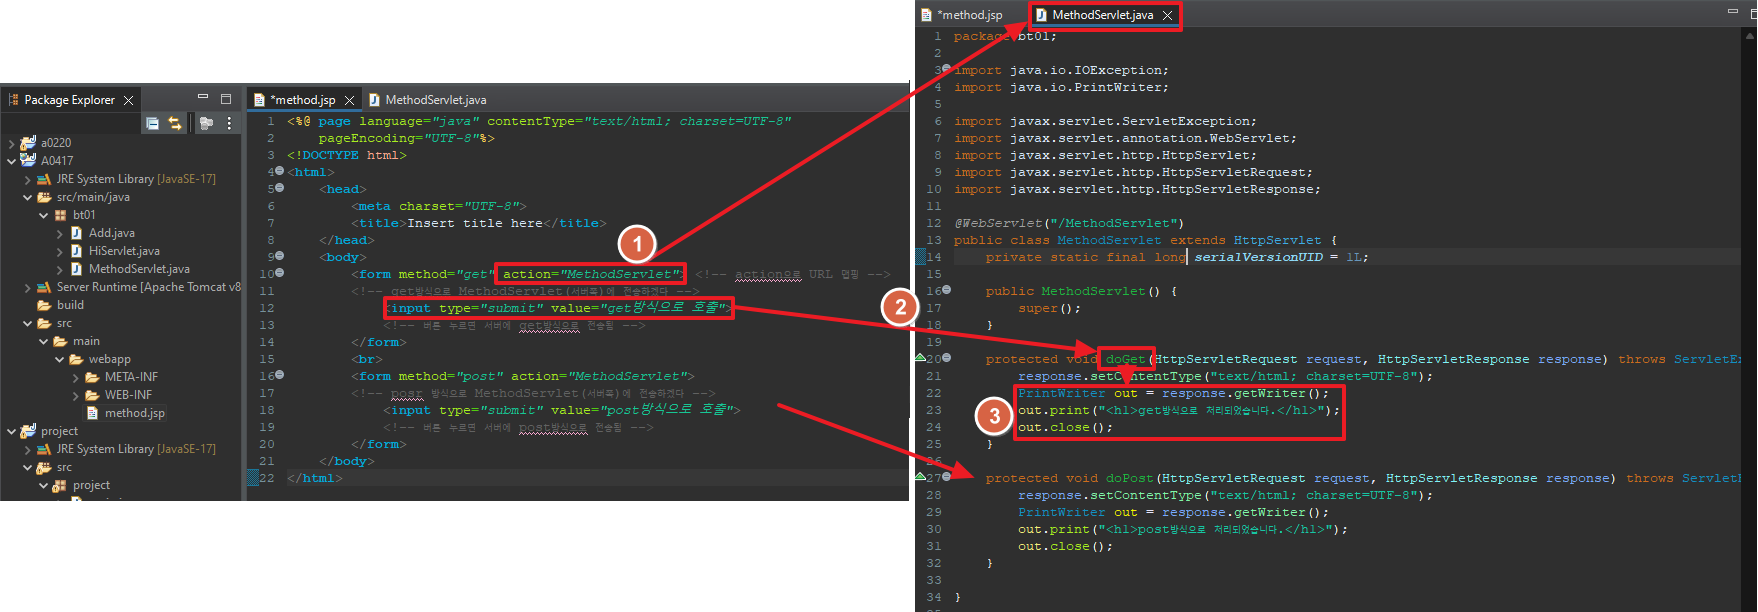 Package Explorer
a0220
A0417
JRE System Library [JavaSE-17]
src/main/java
bt01
Add.java
HiServlet.java
MethodServlet.java
Server Runtime [Apache Tomcat v8
build
src
main
webapp
META-INF
WEB-INF
method.jsp
project
JRE System Library [JavaSE-17]
src
project
*method.jsp
MethodServlet.java
1 <%@ page language="java" contentType="text/html; charset=UTF-8"
2 pageEncoding="UTF-8"%>
3 <!DOCTYPE html>
4 <html>
5 <head>
6 <meta charset="UTF-8">
7 <title>Insert title here</title>
8 </head>
9 <body>
10 <form method="get" action="MethodServlet"> <!-- action으로 URL 맵핑 -->
11 <!-- get방식으로 MethodServlet(서버쪽)에 전송하겠다 -->
12 <input type="submit" value="get방식으로 호출">
13 <!-- 버튼 누르면 서버에 get방식으로 전송됨 -->
14 </form>
15 <br>
16 <form method="post" action="MethodServlet">
17 <!-- posr 방식으로 MethodServlet(서버쪽)에 전송하겠다 -->
18 <input type="submit" value="post방식으로 호출">
19 <!-- 버튼 누르면 서버에 post방식으로 전송됨 -->
20 </form>
21 </body>
22 </html>
1
2
3
*method.jsp
MethodServlet.java
1 package bt01;
2
3 import java.io.IOException;
4 import java.io.PrintWriter;
5
6 import javax.servlet.ServletException;
7 import javax.servlet.annotation.WebServlet;
8 import javax.servlet.http.HttpServlet;
9 import javax.servlet.http.HttpServletRequest;
10 import javax.servlet.http.HttpServletResponse;
11
12 @WebServlet("/MethodServlet")
13 public class MethodServlet extends HttpServlet {
14 private static final long serialVersionUID = 1L;
15
16 public MethodServlet() {
17 super();
18 }
19
20 protected void doGet(HttpServletRequest request, HttpServletResponse response) throws ServletEx
21 response.setContentType("text/html; charset=UTF-8");
22 PrintWriter out = response.getWriter();
23 out.print("<h1>get방식으로 처리되었습니다.</h1>");
24 out.close();
25 }
26
27 protected void doPost(HttpServletRequest request, HttpServletResponse response) throws Servlet
28 response.setContentType("text/html; charset=UTF-8");
29 PrintWriter out = response.getWriter();
30 out.print("<h1>post방식으로 처리되었습니다.</h1>");
31 out.close();
32 }
33
34 }